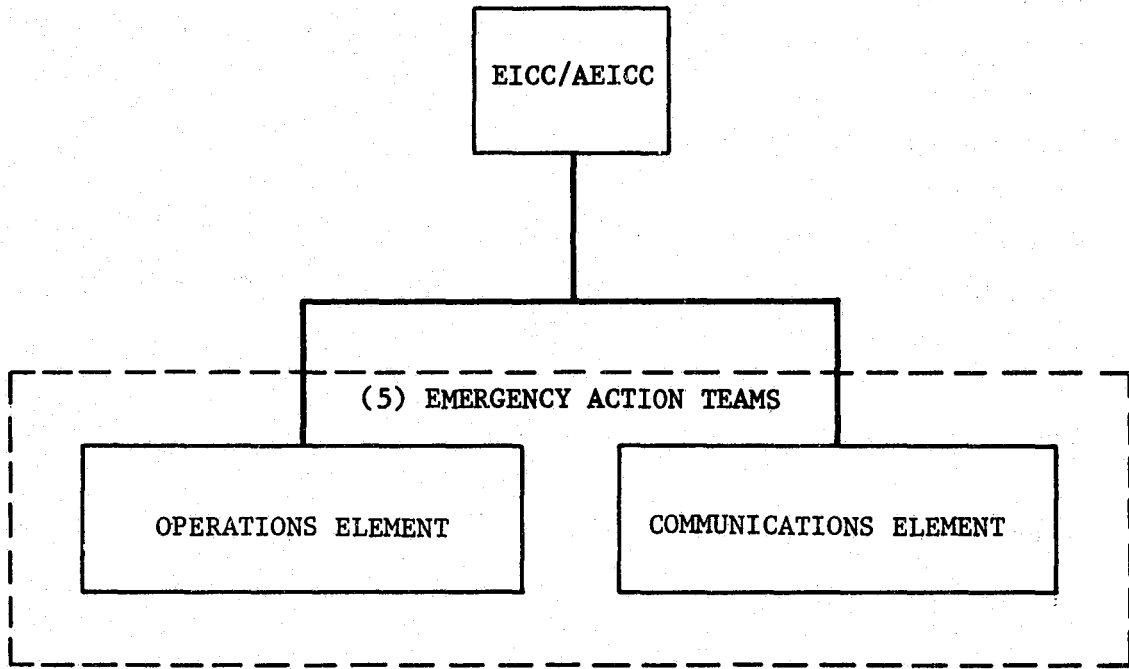 EICC/AEICC
(5) EMERGENCY ACTION TEAMS
OPERATIONS ELEMENT
COMMUNICATIONS ELEMENT